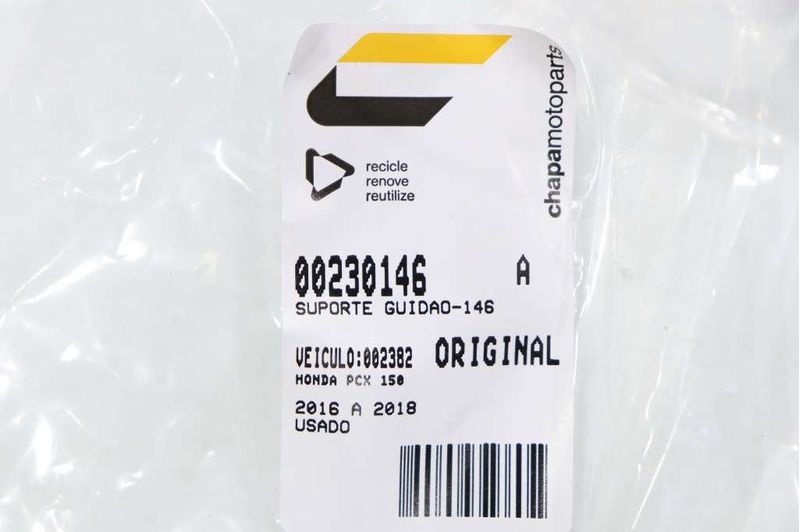 chapamotoparts
recicle
renove
reutilize
00230146 A
SUPORTE GUIDAO-146
VEICULO:002382 ORIGINAL
HONDA PCX 150
2016 A 2018
USADO